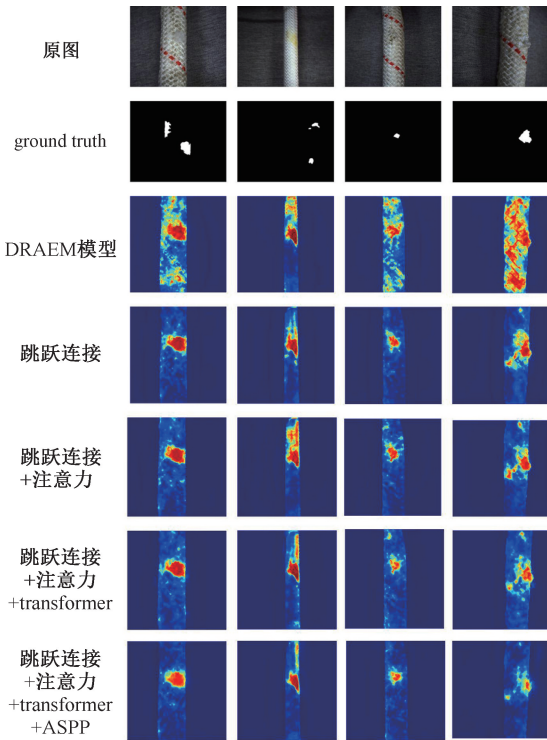 原图
ground truth
DRAEM模型
跳跃连接
跳跃连接
+注意力
跳跃连接
+注意力
+transformer
跳跃连接
+注意力
+transformer
+ASPP